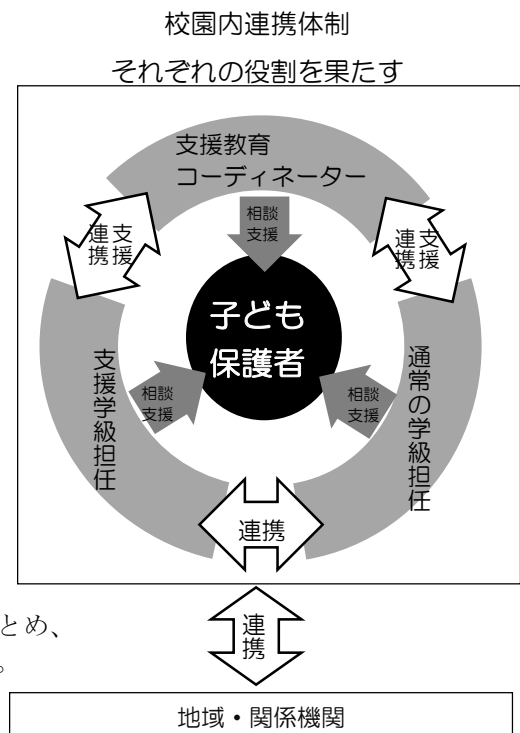 校園内連携体制
それぞれの役割を果たす
支援教育
コーディネーター
相談
支援
支援
連携
支援
連携
子ども
保護者
支援学級担任
相談
支援
相談
支援
通常の学級担任
連携
とめ、
。
連携
地域・関係機関